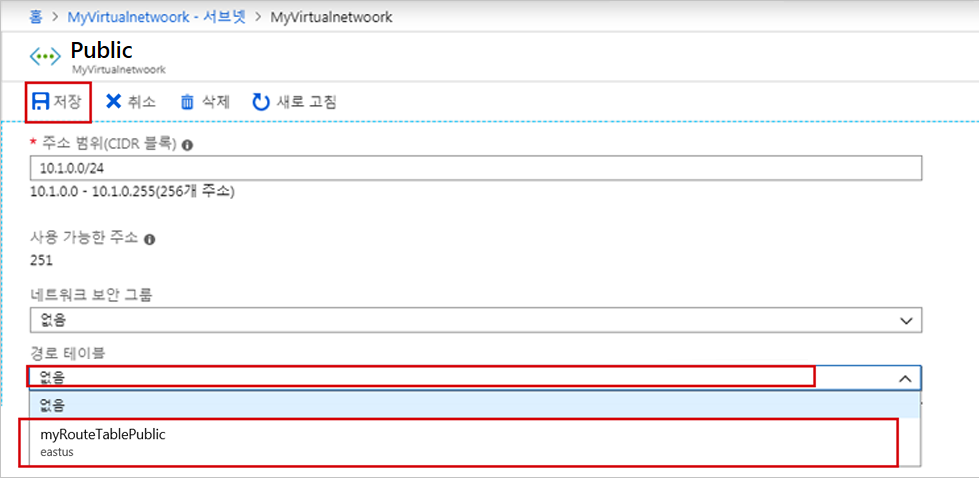 홈 > MyVirtualnetwoork - 서브넷 > MyVirtualnetwoork
Public
MyVirtualnetwoork
저장 취소 삭제 새로 고침
* 주소 범위(CIDR 블록)
10.1.0.0/24
10.1.0.0 - 10.1.0.255(256개 주소)
사용 가능한 주소
251
네트워크 보안 그룹
없음
경로 테이블
없음
없음
myRouteTablePublic
eastus